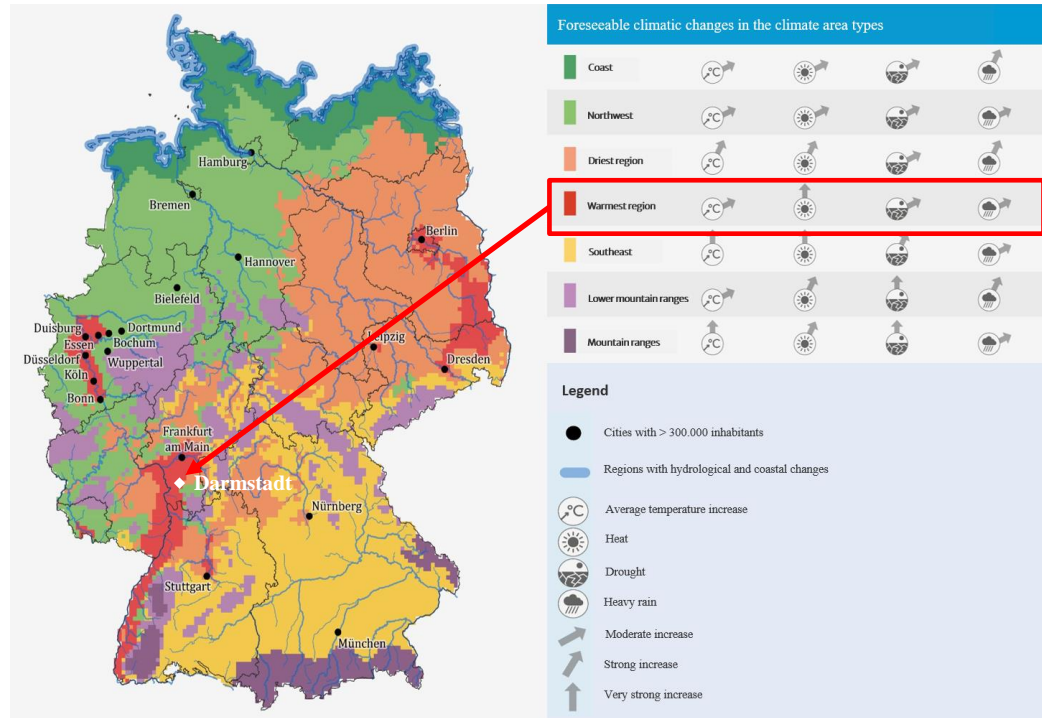 Hamburg
Bremen
Berlin
Hannover
Bielefeld
Duisburg
Dortmund
Essen
Bochum
Düsseldorf
Wuppertal
Köln
Bonn
Leipzig
Dresden
Frankfurt
am Main
Darmstadt
Nürnberg
Stuttgart
München
Foreseeable climatic changes in the climate area types
Coast
°C
Northwest
°C
Driest region
°C
Warmest region
°C
Southeast
°C
Lower mountain ranges
°C
Mountain ranges
°C
Legend
Cities with > 300.000 inhabitants
Regions with hydrological and coastal changes
°C
Average temperature increase
Heat
Drought
Heavy rain
Moderate increase
Strong increase
Very strong increase